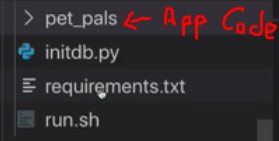 pet_pals ← App Code
initdb.py
requirements.txt
run.sh